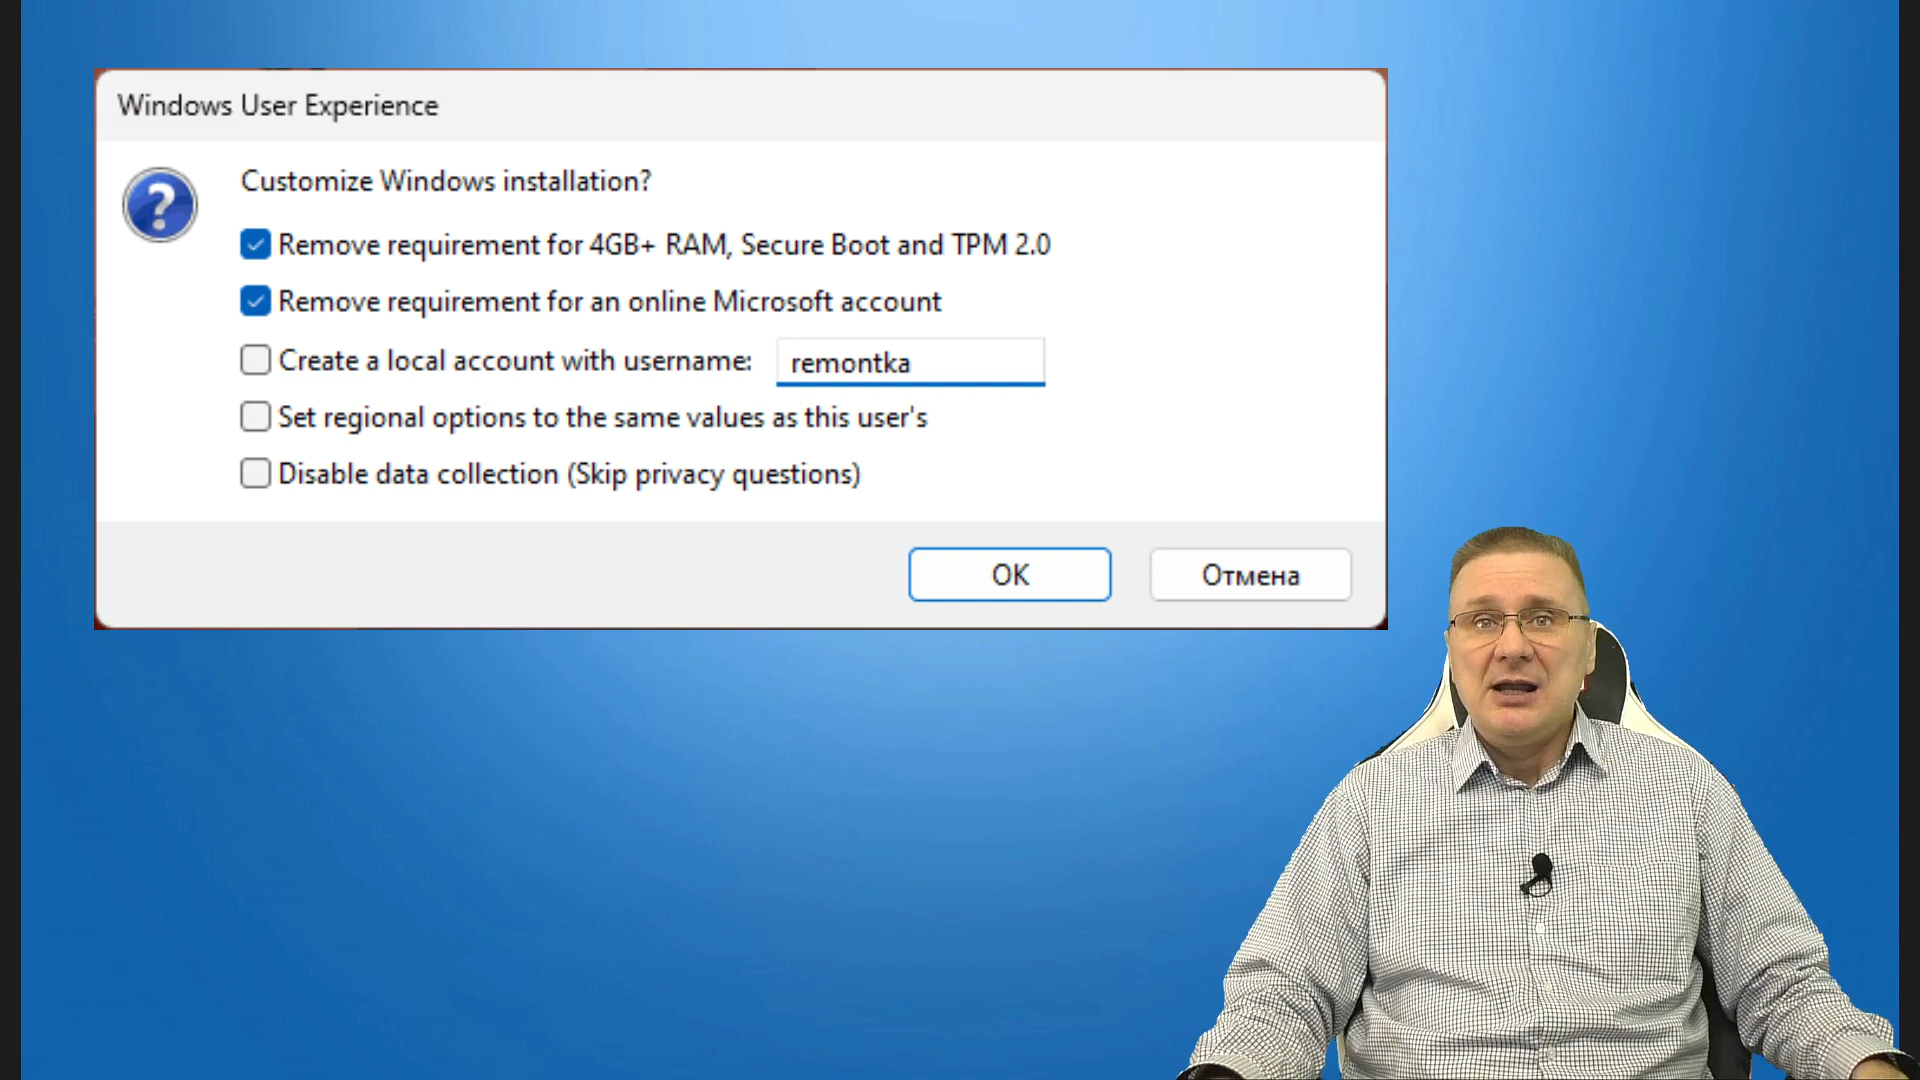 Windows User Experience
Customize Windows installation?
Remove requirement for 4GB+ RAM, Secure Boot and TPM 2.0
Remove requirement for an online Microsoft account
Create a local account with username: remontka
Set regional options to the same values as this user's
Disable data collection (Skip privacy questions)
OK Отмена